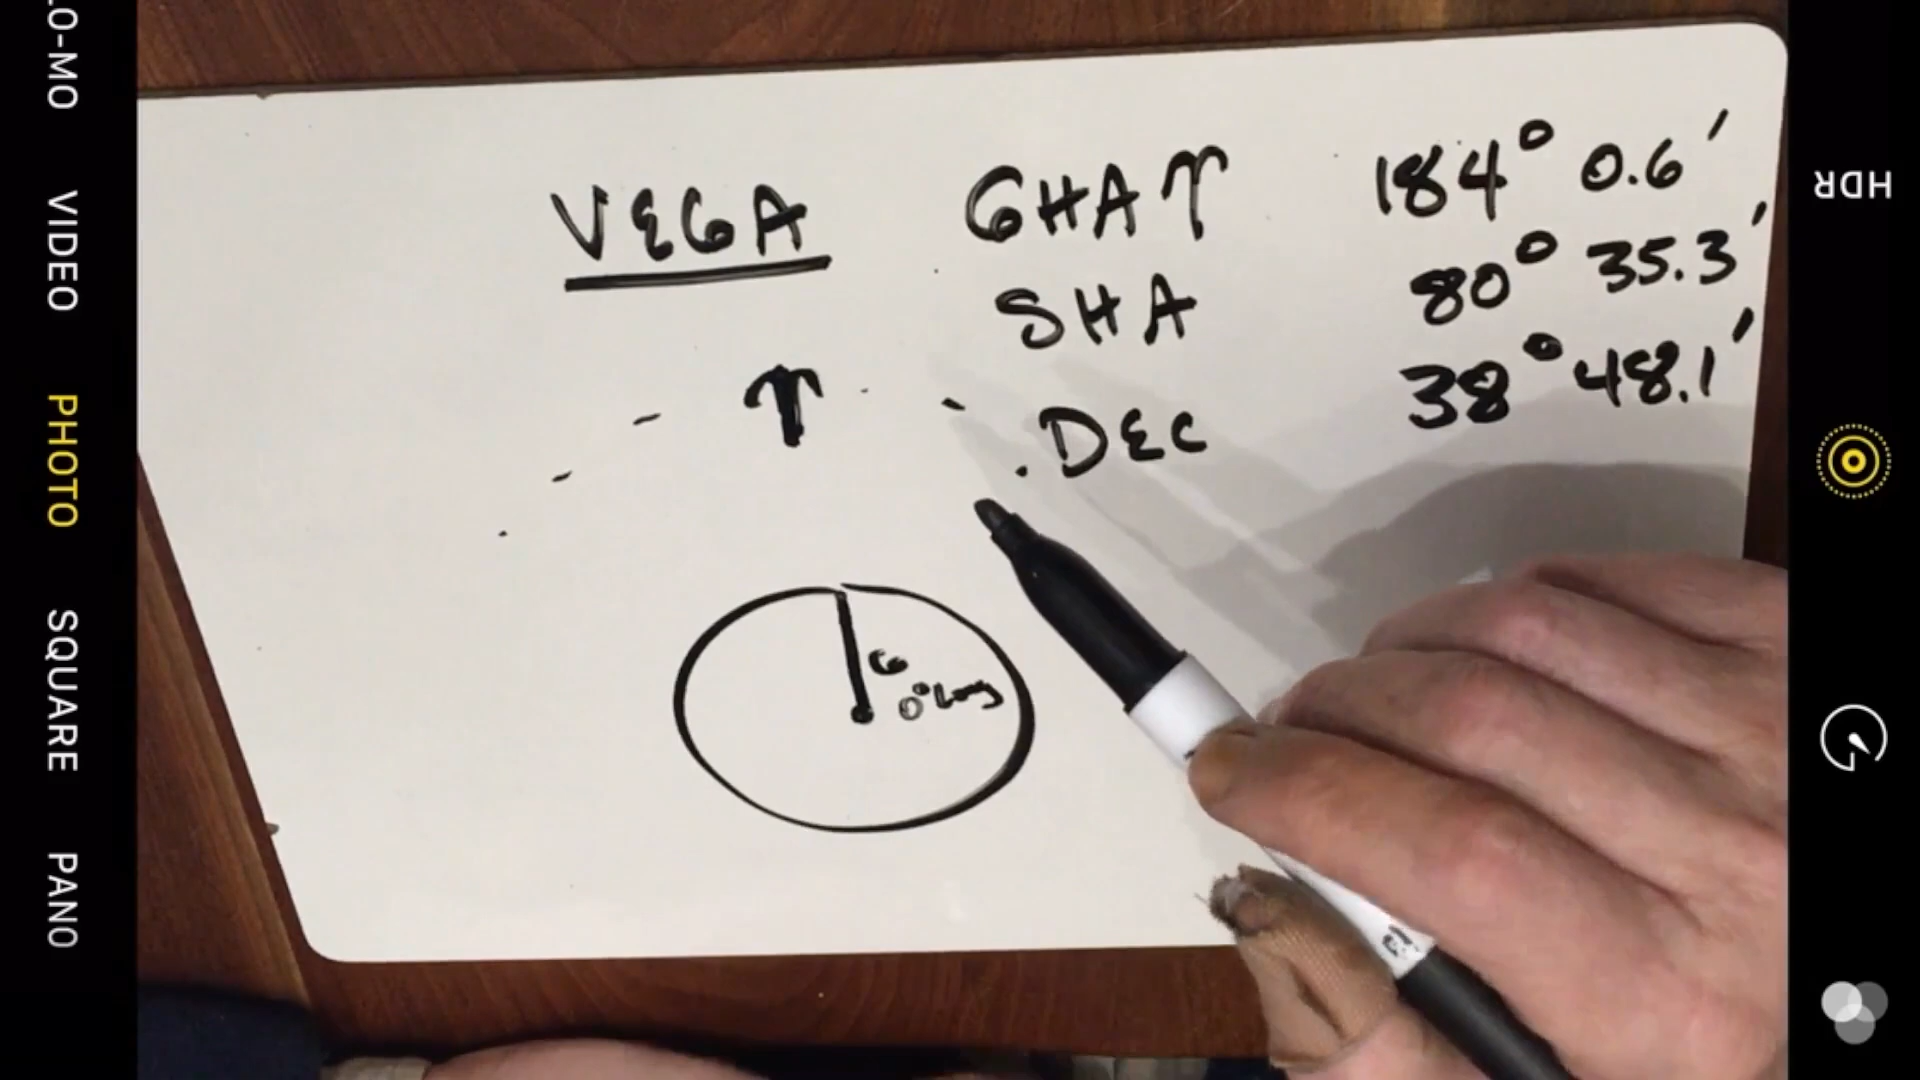 VEGA
GHA↑ 184° 0.6'
SHA 80° 35.3'
.DEC 38° 48.1'
↑
G
0° Long
LO-MO
VIDEO
PHOTO
SQUARE
PANO
HDR